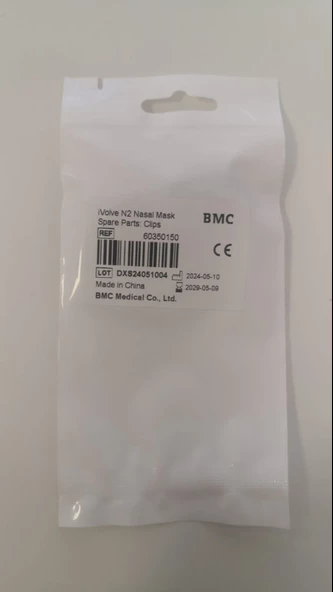 iVolve N2 Nasal Mask
Spare Parts: Clips
BMC
REF 60350150
CE
LOT DXS24051004 2024-05-10
Made in China 2029-05-09
BMC Medical Co., Ltd.